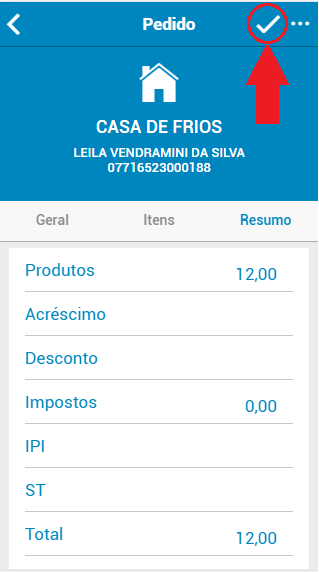 Pedido
CASA DE FRIOS
LEILA VENDRAMINI DA SILVA
07716523000188
Geral Itens Resumo
Produtos 12,00
Acréscimo
Desconto
Impostos 0,00
IPI
ST
Total 12,00